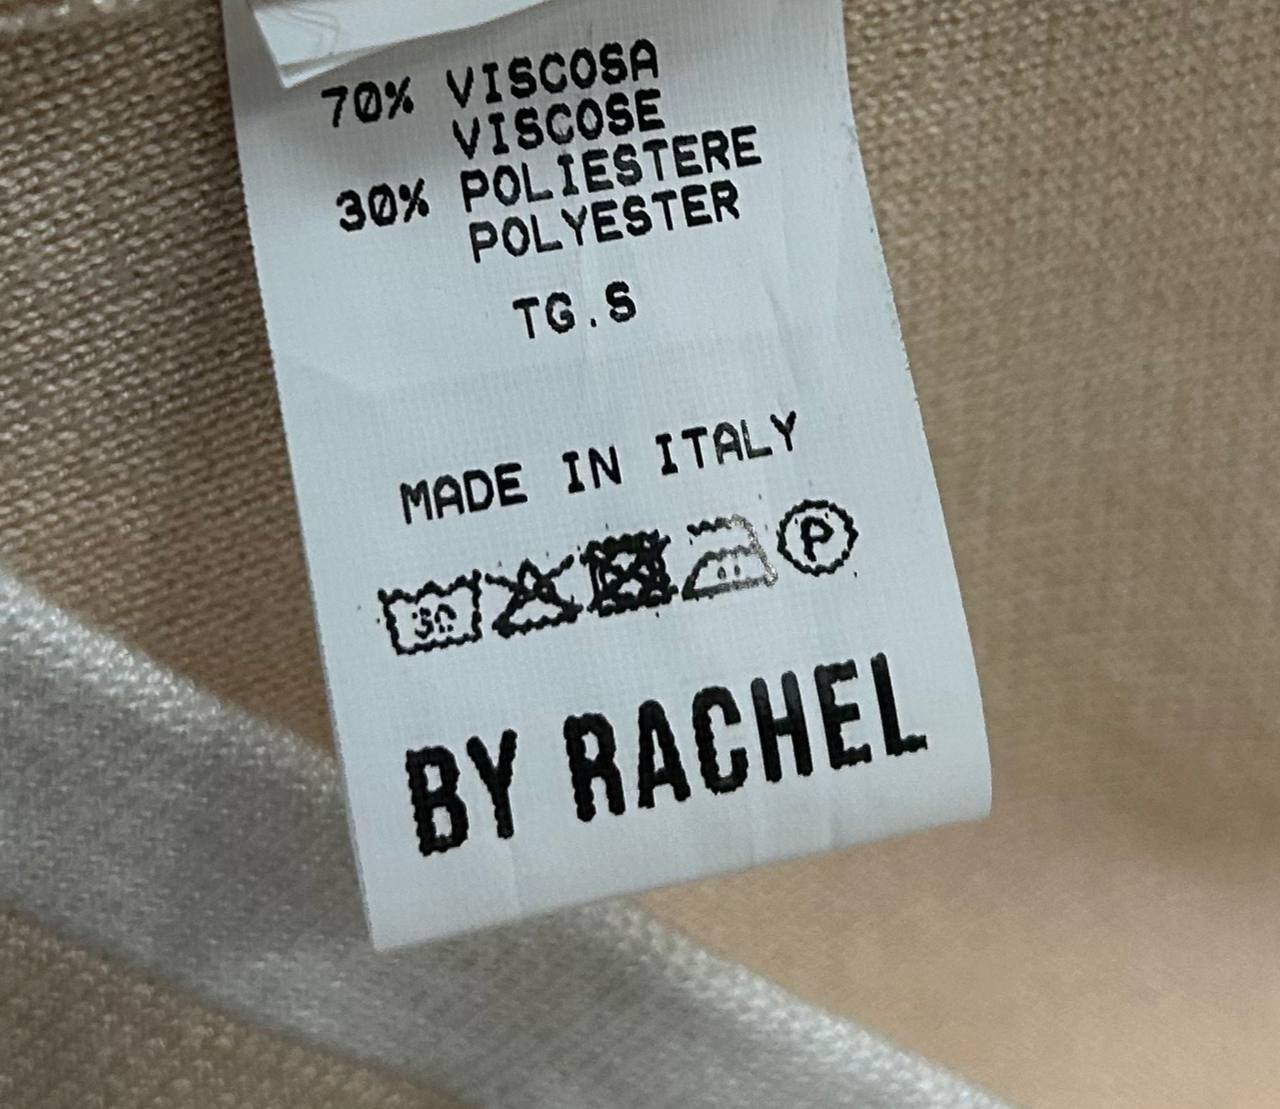 70% VISCOSA
VISCOSE
30% POLIESTERE
POLYESTER
TG.S
MADE IN ITALY
30 P
BY RACHEL